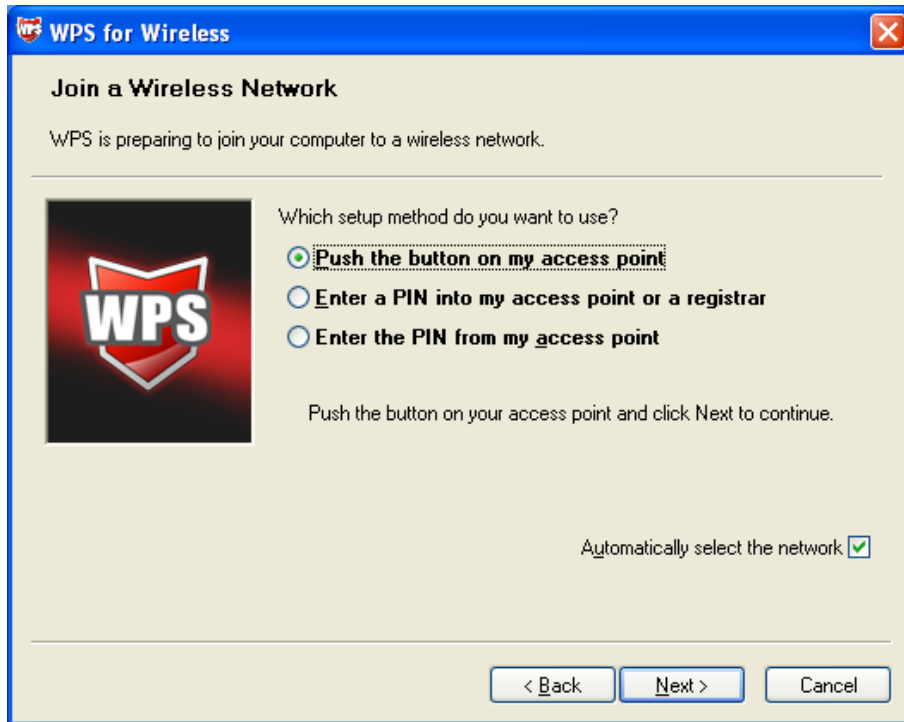 WPS for Wireless
Join a Wireless Network
WPS is preparing to join your computer to a wireless network.
Which setup method do you want to use?
Push the button on my access point
Enter a PIN into my access point or a registrar
Enter the PIN from my access point
WPS
Push the button on your access point and click Next to continue.
Automatically select the network
< Back
Next >
Cancel